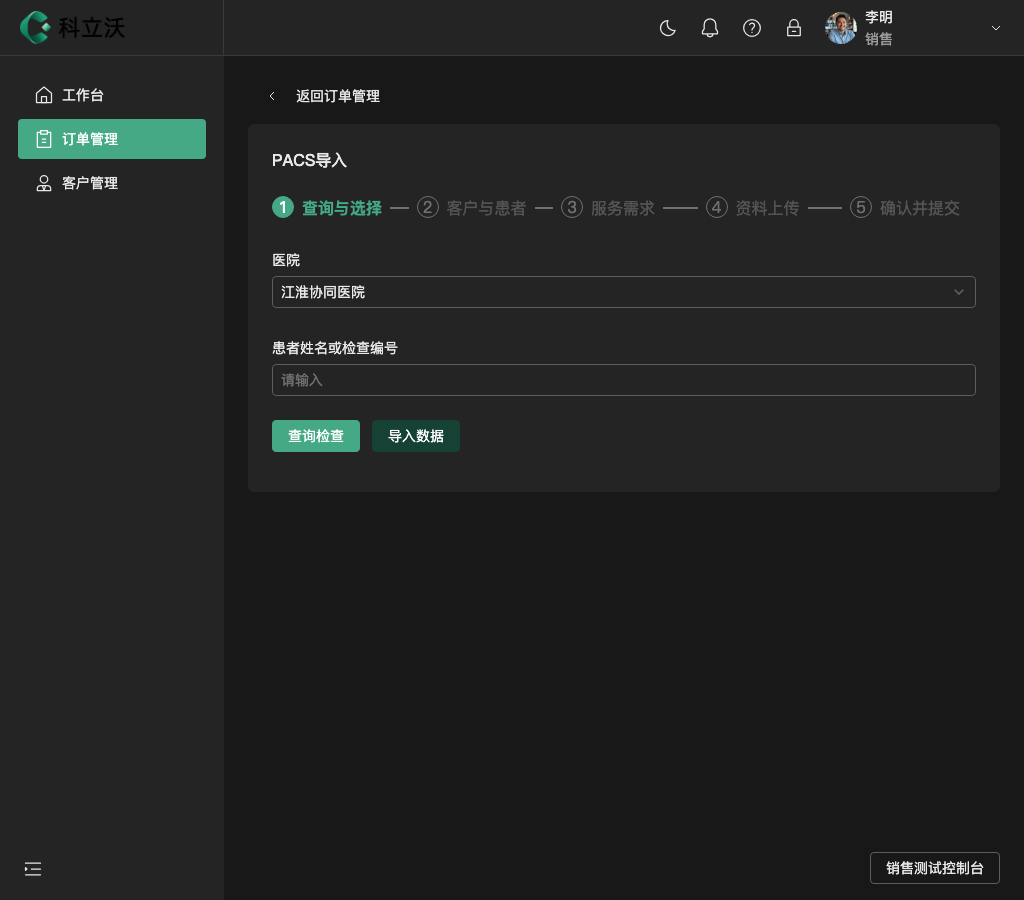 科立沃
李明
销售
工作台
订单管理
客户管理
返回订单管理
PACS导入
1 查询与选择 2 客户与患者 3 服务需求 4 资料上传 5 确认并提交
医院
江淮协同医院
患者姓名或检查编号
请输入
查询检查 导入数据
销售测试控制台